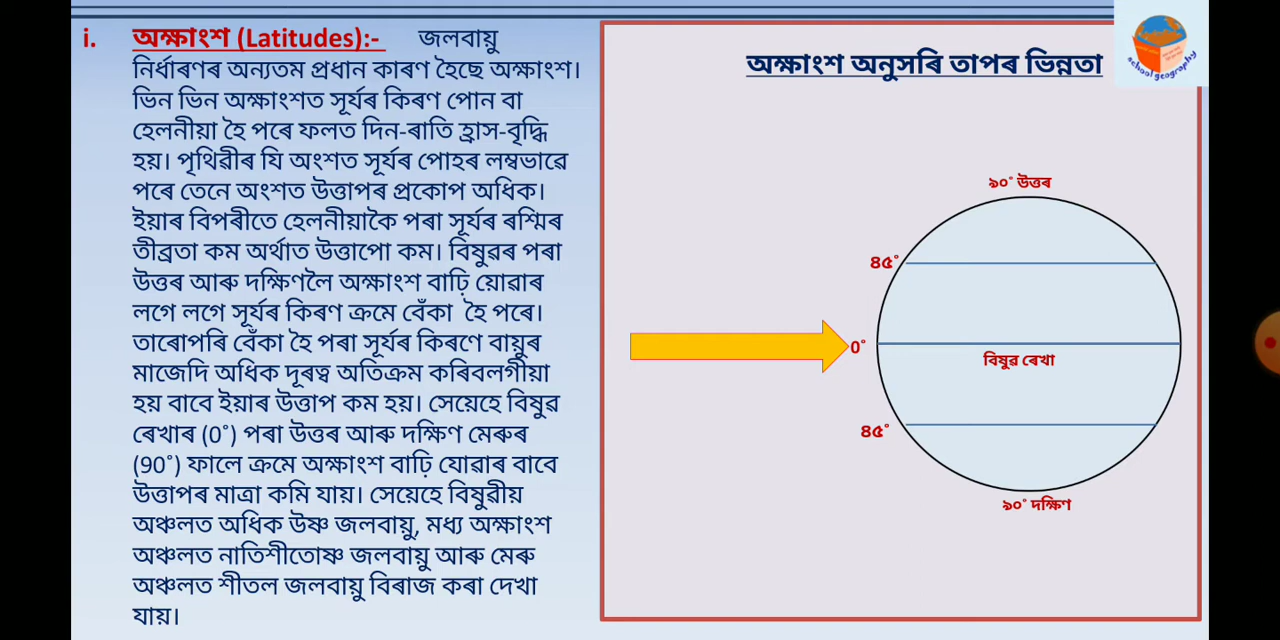 i. অক্ষাংশ (Latitudes):- জলবায়ু
নিৰ্ধাৰণৰ অন্যতম প্ৰধান কাৰণ হৈছে অক্ষাংশ।
ভিন ভিন অক্ষাংশত সূৰ্যৰ কিৰণ পোন বা
হেলনীয়া হৈ পৰে ফলত দিন-ৰাতি হ্ৰাস-বৃদ্ধি
হয়। পৃথিৱীৰ যি অংশত সূৰ্যৰ পোহৰ লম্বভাৱে
পৰে তেনে অংশত উত্তাপৰ প্ৰকোপ অধিক।
ইয়াৰ বিপৰীতে হেলনীয়াকৈ পৰা সূৰ্যৰ ৰশ্মিৰ
তীব্ৰতা কম অৰ্থাত উত্তাপো কম। বিষুৱৰ পৰা
উত্তৰ আৰু দক্ষিণলৈ অক্ষাংশ বাঢ়ি য়োৱাৰ
লগে লগে সূৰ্যৰ কিৰণ ক্ৰমে বেঁকা হৈ পৰে।
তাৰোপৰি বেঁকা হৈ পৰা সূৰ্যৰ কিৰণে বায়ুৰ
মাজেদি অধিক দূৰত্ব অতিক্ৰম কৰিবলগীয়া
হয় বাবে ইয়াৰ উত্তাপ কম হয়। সেয়েহে বিষুৱ
ৰেখাৰ (0˚) পৰা উত্তৰ আৰু দক্ষিণ মেৰুৰ
(90˚) ফালে ক্ৰমে অক্ষাংশ বাঢ়ি যোৱাৰ বাবে
উত্তাপৰ মাত্ৰা কমি যায়। সেয়েহে বিষুৱীয়
অঞ্চলত অধিক উষ্ণ জলবায়ু, মধ্য অক্ষাংশ
অঞ্চলত নাতিশীতোষ্ণ জলবায়ু আৰু মেৰু
অঞ্চলত শীতল জলবায়ু বিৰাজ কৰা দেখা
যায়।
অক্ষাংশ অনুসৰি তাপৰ ভিন্নতা
school geography
৯০˚ উত্তৰ
৪৫˚
0˚
বিষুৱ ৰেখা
৪৫˚
৯০˚ দক্ষিণ